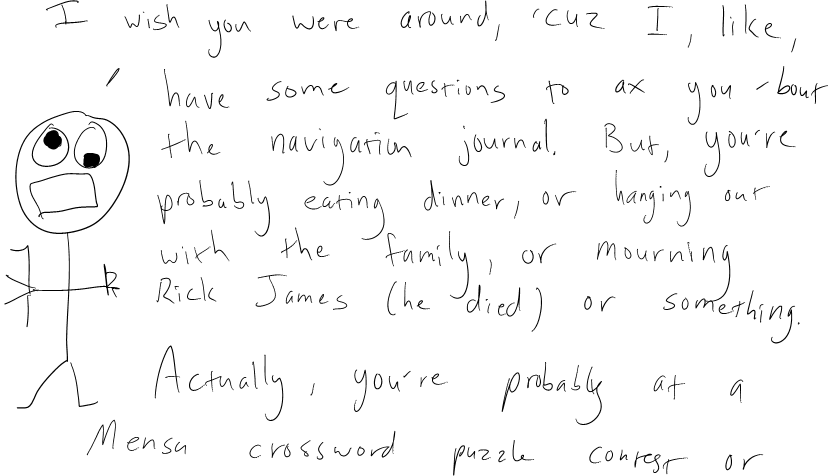 I wish you were around, 'cuz I, like,
have some questions to ax you 'bout
the navigation journal. But, you're
probably eating dinner, or hanging out
with the family, or mourning
Rick James (he died) or something.
Actually, you're probably at a
Mensa crossword puzzle contest or